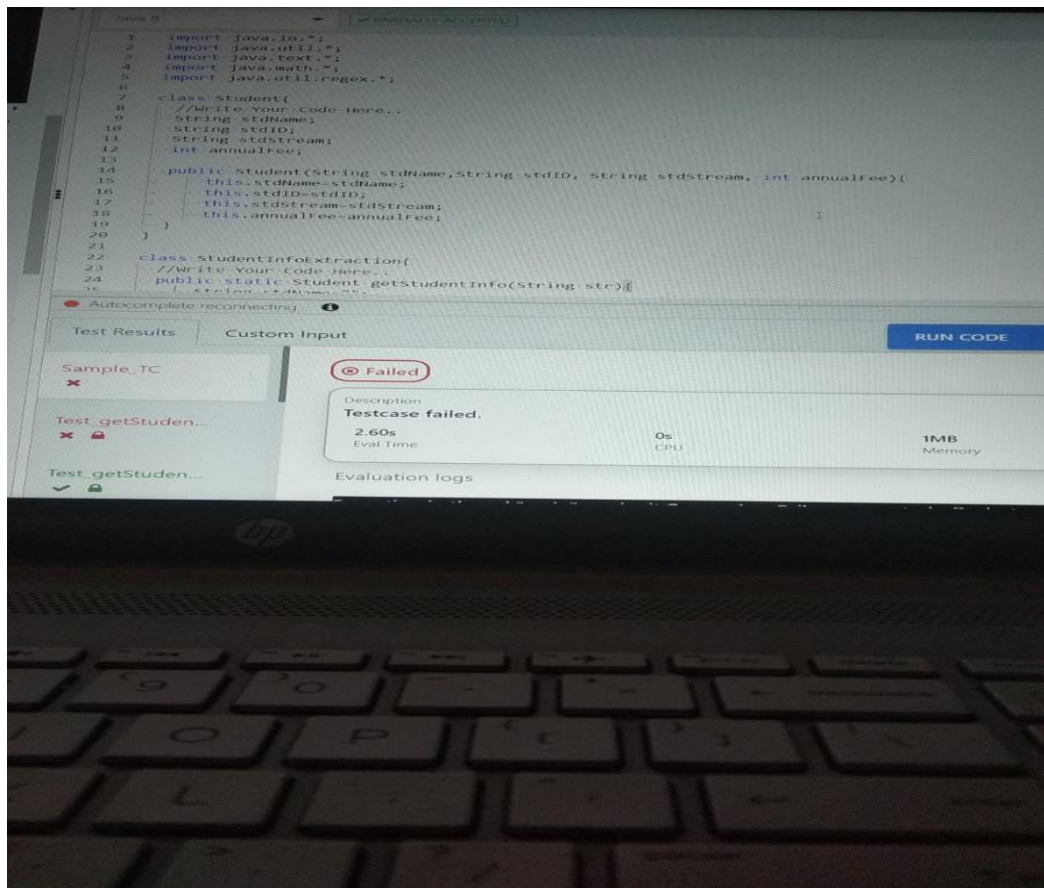 Java 8
PARTIALLY ACCEPTED
1 import java.io.*;
2 import java.util.*;
3 import java.text.*;
4 import java.math.*;
5 import java.util.regex.*;
6
7 class Student{
8 //Write Your Code Here..
9 String stdName;
10 String stdID;
11 String stdStream;
12 int annualFee;
13
14 public Student(String stdName,String stdID, String stdStream, int annualFee){
15 this.stdName=stdName;
16 this.stdID=stdID;
17 this.stdStream=stdStream;
18 this.annualFee=annualFee;
19 }
20 }
21
22 class StudentInfoExtraction{
23 //Write Your Code Here..
24 public static Student getStudentInfo(String str){
25 String stdName="";
Autocomplete reconnecting
Test Results Custom Input
RUN CODE
Sample_TC
Failed
Description
Testcase failed.
2.60s 0s 1MB
Eval Time CPU Memory
Test_getStuden...
Test_getStuden...
Evaluation logs
hp
9
O
P
L